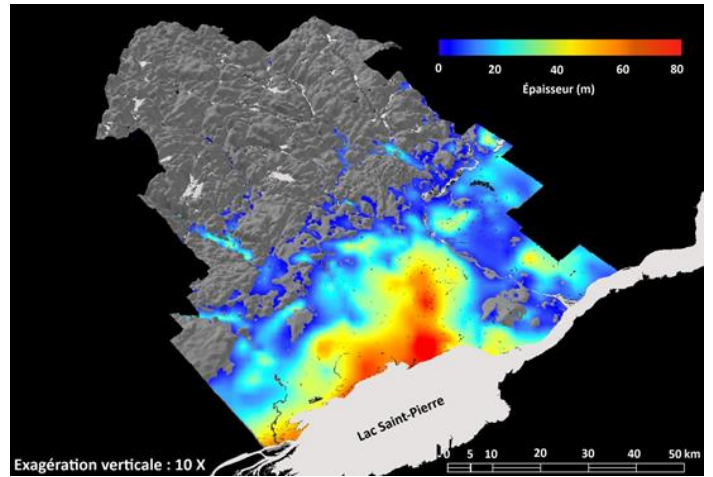 0 20 40 60 80
Épaisseur (m)
Lac Saint-Pierre
Exagération verticale : 10 X
0 5 10 20 30 40 50 km